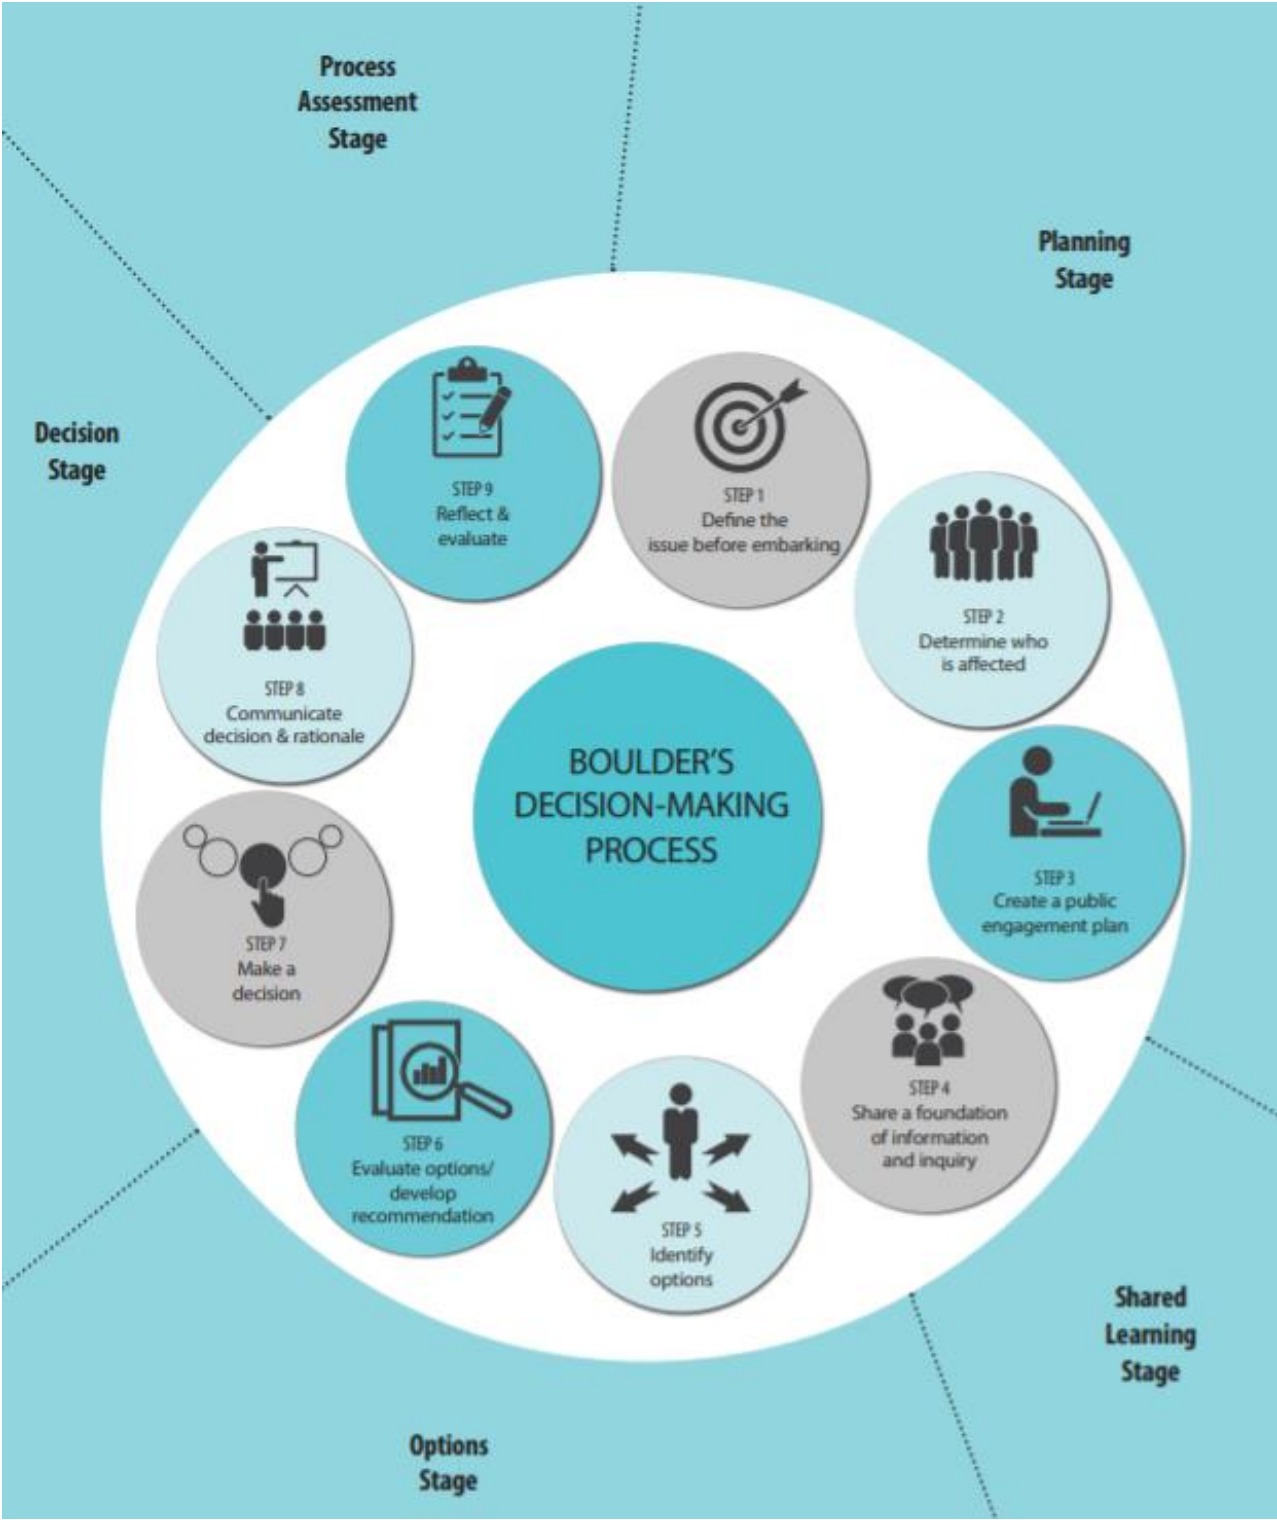 Process
Assessment
Stage
Planning
Stage
Decision
Stage
BOULDER'S
DECISION-MAKING
PROCESS
STEP 1
Define the
issue before embarking
STEP 2
Determine who
is affected
STEP 3
Create a public
engagement plan
STEP 4
Share a foundation
of information
and inquiry
STEP 5
Identify
options
STEP 6
Evaluate options/
develop
recommendation
STEP 7
Make a
decision
STEP 8
Communicate
decision & rationale
STEP 9
Reflect &
evaluate
Shared
Learning
Stage
Options
Stage